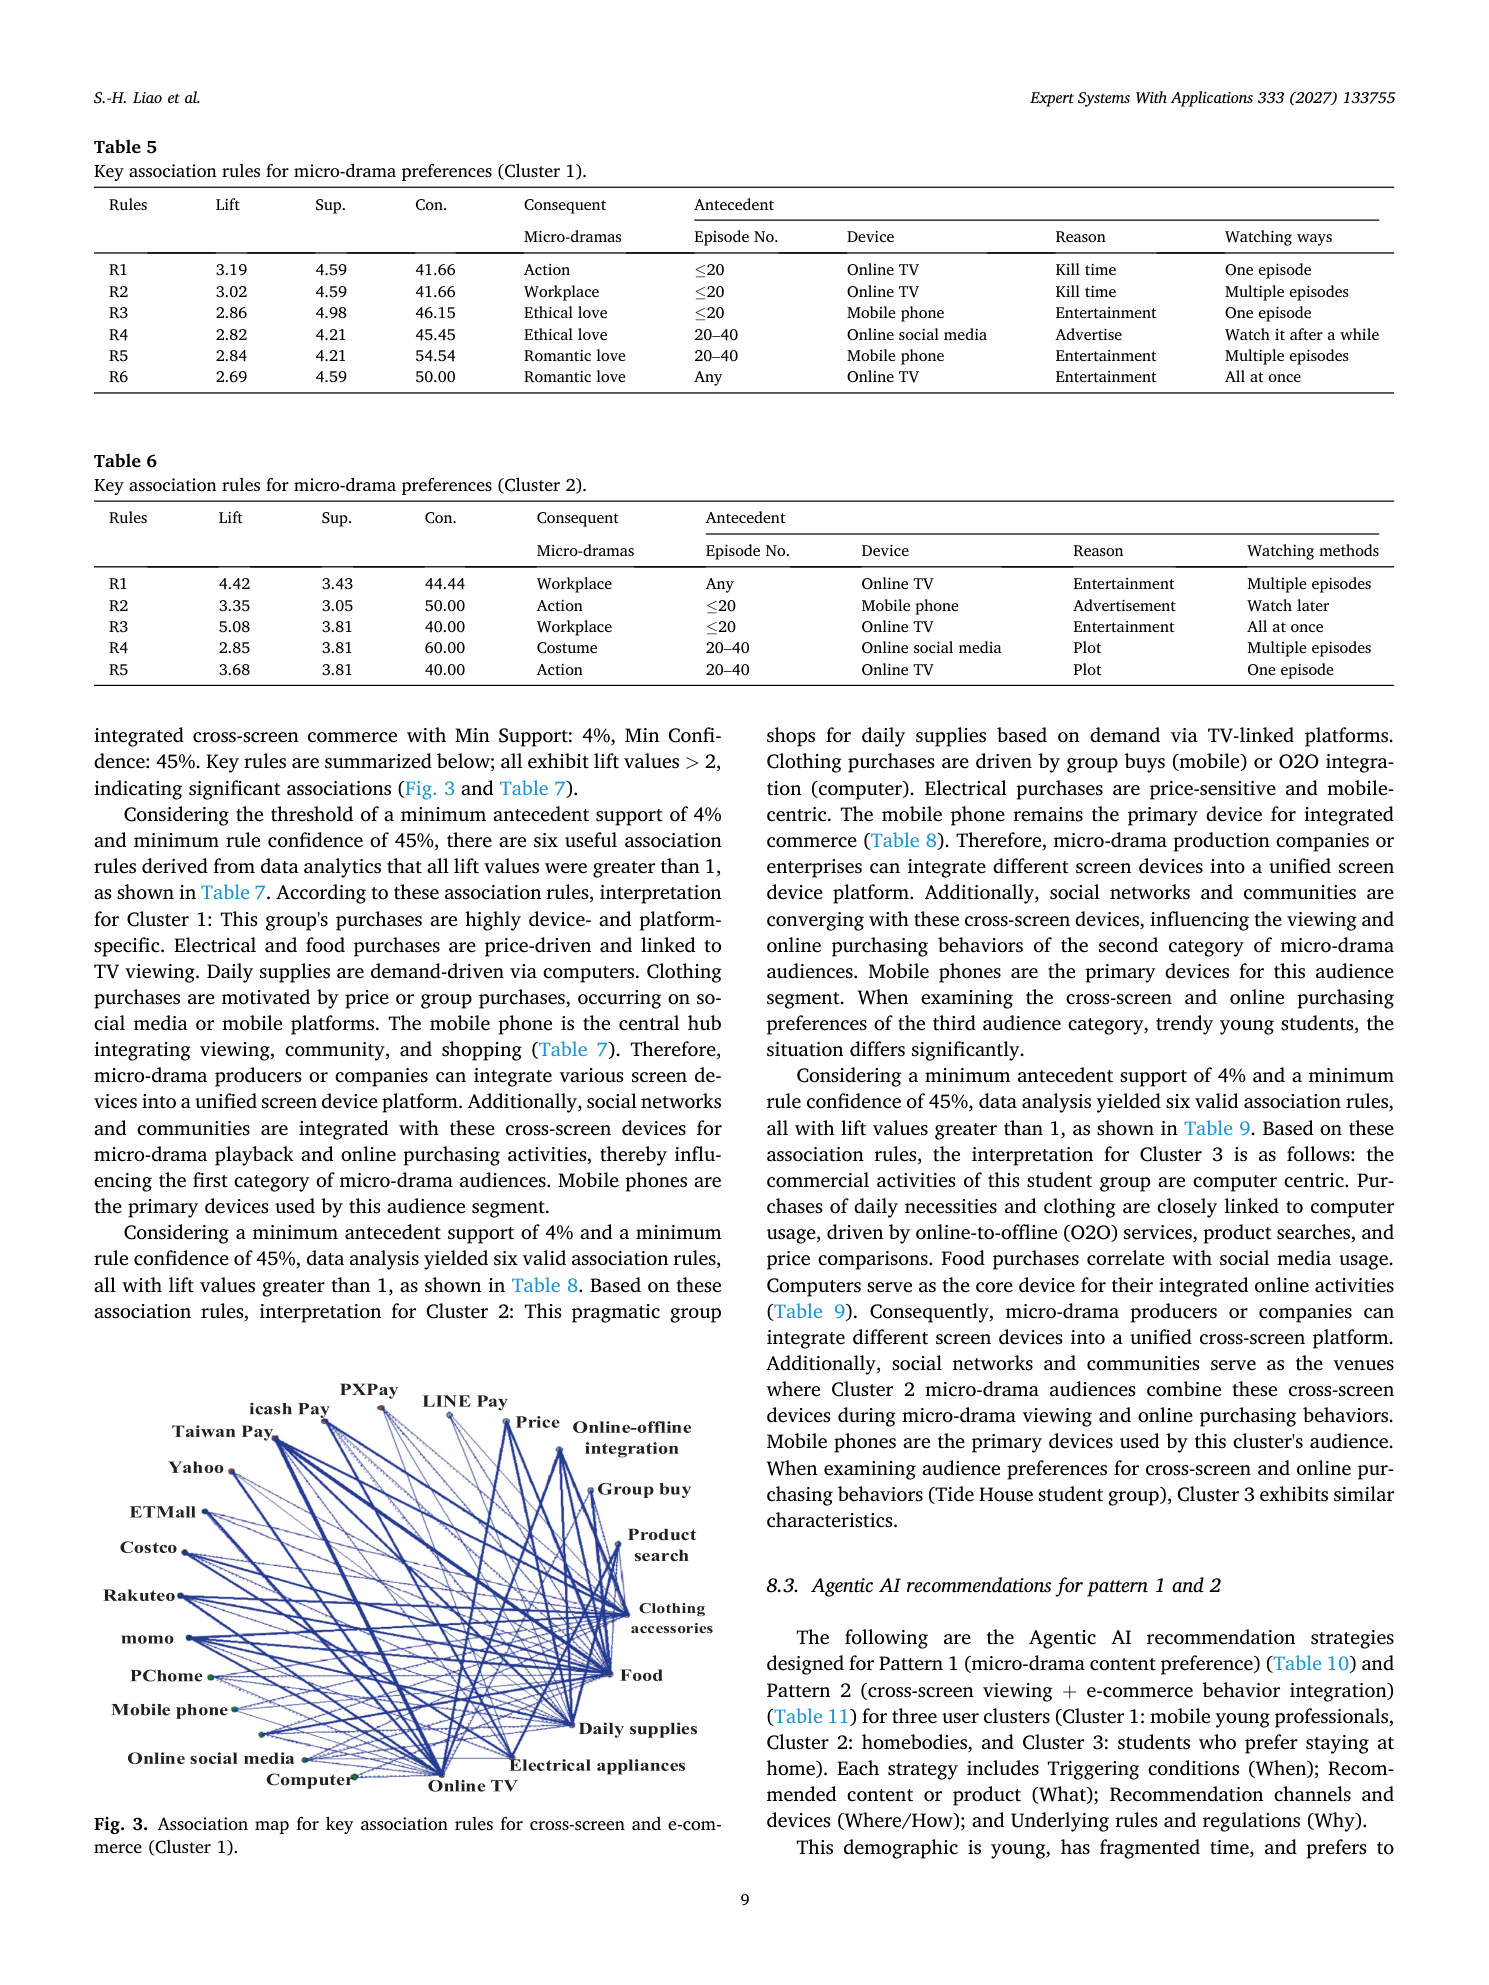 S.-H. Liao et al.
Expert Systems With Applications 333 (2027) 133755
Table 5
Key association rules for micro-drama preferences (Cluster 1).
Rules Lift Sup. Con. Consequent Antecedent
Micro-dramas Episode No. Device Reason Watching ways
R1 3.19 4.59 41.66 Action ≤20 Online TV Kill time One episode
R2 3.02 4.59 41.66 Workplace ≤20 Online TV Kill time Multiple episodes
R3 2.86 4.98 46.15 Ethical love ≤20 Mobile phone Entertainment One episode
R4 2.82 4.21 45.45 Ethical love 20–40 Online social media Advertise Watch it after a while
R5 2.84 4.21 54.54 Romantic love 20–40 Mobile phone Entertainment Multiple episodes
R6 2.69 4.59 50.00 Romantic love Any Online TV Entertainment All at once
Table 6
Key association rules for micro-drama preferences (Cluster 2).
Rules Lift Sup. Con. Consequent Antecedent
Micro-dramas Episode No. Device Reason Watching methods
R1 4.42 3.43 44.44 Workplace Any Online TV Entertainment Multiple episodes
R2 3.35 3.05 50.00 Action ≤20 Mobile phone Advertisement Watch later
R3 5.08 3.81 40.00 Workplace ≤20 Online TV Entertainment All at once
R4 2.85 3.81 60.00 Costume 20–40 Online social media Plot Multiple episodes
R5 3.68 3.81 40.00 Action 20–40 Online TV Plot One episode
integrated cross-screen commerce with Min Support: 4%, Min Confi-
dence: 45%. Key rules are summarized below; all exhibit lift values > 2,
indicating significant associations (Fig. 3 and Table 7).
Considering the threshold of a minimum antecedent support of 4%
and minimum rule confidence of 45%, there are six useful association
rules derived from data analytics that all lift values were greater than 1,
as shown in Table 7. According to these association rules, interpretation
for Cluster 1: This group's purchases are highly device- and platform-
specific. Electrical and food purchases are price-driven and linked to
TV viewing. Daily supplies are demand-driven via computers. Clothing
purchases are motivated by price or group purchases, occurring on so-
cial media or mobile platforms. The mobile phone is the central hub
integrating viewing, community, and shopping (Table 7). Therefore,
micro-drama producers or companies can integrate various screen de-
vices into a unified screen device platform. Additionally, social networks
and communities are integrated with these cross-screen devices for
micro-drama playback and online purchasing activities, thereby influ-
encing the first category of micro-drama audiences. Mobile phones are
the primary devices used by this audience segment.
Considering a minimum antecedent support of 4% and a minimum
rule confidence of 45%, data analysis yielded six valid association rules,
all with lift values greater than 1, as shown in Table 8. Based on these
association rules, interpretation for Cluster 2: This pragmatic group
PXPay
LINE Pay
icash Pay
Price
Online-offline
integration
Taiwan Pay
Yahoo
Group buy
ETMall
Product
search
Costco
Rakuteo
Clothing
accessories
momo
PChome
Food
Mobile phone
Daily supplies
Online social media
Electrical appliances
Computer
Online TV
Fig. 3. Association map for key association rules for cross-screen and e-com-
merce (Cluster 1).
shops for daily supplies based on demand via TV-linked platforms.
Clothing purchases are driven by group buys (mobile) or O2O integra-
tion (computer). Electrical purchases are price-sensitive and mobile-
centric. The mobile phone remains the primary device for integrated
commerce (Table 8). Therefore, micro-drama production companies or
enterprises can integrate different screen devices into a unified screen
device platform. Additionally, social networks and communities are
converging with these cross-screen devices, influencing the viewing and
online purchasing behaviors of the second category of micro-drama
audiences. Mobile phones are the primary devices for this audience
segment. When examining the cross-screen and online purchasing
preferences of the third audience category, trendy young students, the
situation differs significantly.
Considering a minimum antecedent support of 4% and a minimum
rule confidence of 45%, data analysis yielded six valid association rules,
all with lift values greater than 1, as shown in Table 9. Based on these
association rules, the interpretation for Cluster 3 is as follows: the
commercial activities of this student group are computer centric. Pur-
chases of daily necessities and clothing are closely linked to computer
usage, driven by online-to-offline (O2O) services, product searches, and
price comparisons. Food purchases correlate with social media usage.
Computers serve as the core device for their integrated online activities
(Table 9). Consequently, micro-drama producers or companies can
integrate different screen devices into a unified cross-screen platform.
Additionally, social networks and communities serve as the venues
where Cluster 2 micro-drama audiences combine these cross-screen
devices during micro-drama viewing and online purchasing behaviors.
Mobile phones are the primary devices used by this cluster's audience.
When examining audience preferences for cross-screen and online pur-
chasing behaviors (Tide House student group), Cluster 3 exhibits similar
characteristics.
8.3. Agentic AI recommendations for pattern 1 and 2
The following are the Agentic AI recommendation strategies
designed for Pattern 1 (micro-drama content preference) (Table 10) and
Pattern 2 (cross-screen viewing + e-commerce behavior integration)
(Table 11) for three user clusters (Cluster 1: mobile young professionals,
Cluster 2: homebodies, and Cluster 3: students who prefer staying at
home). Each strategy includes Triggering conditions (When); Recom-
mended content or product (What); Recommendation channels and
devices (Where/How); and Underlying rules and regulations (Why).
This demographic is young, has fragmented time, and prefers to
9